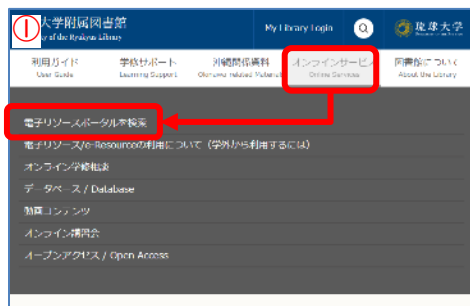 ① 大学附属図書館
y of the Ryukyus Library
My Library Login
琉球大学
利用ガイド 学修サポート 沖縄関係資料 オンラインサービス 図書館について
User Guide Learning Support Okinawa-related Material Online Services About the Library
電子リソースポータルを検索
電子リソース/e-Resourceの利用について（学外から利用するには）
オンライン学修相談
データベース / Database
動画コンテンツ
オンライン講習会
オープンアクセス / Open Access